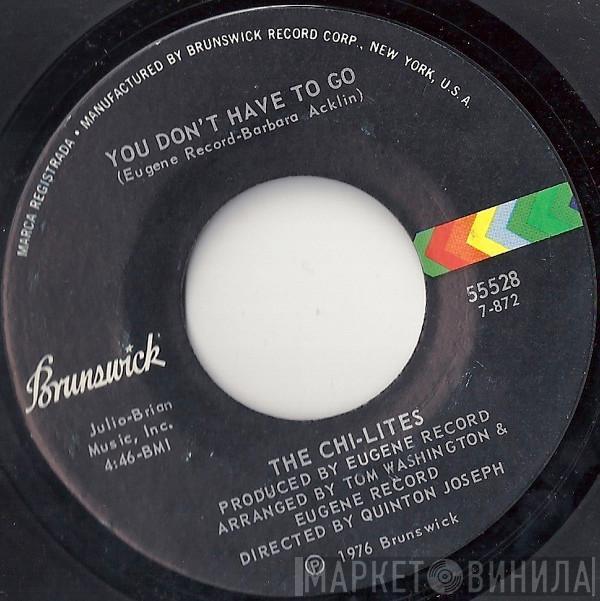 MARCA REGISTRADA • MANUFACTURED BY BRUNSWICK RECORD CORP., NEW YORK, U.S.A.
YOU DON'T HAVE TO GO
(Eugene Record-Barbara Acklin)
55528
7-872
Brunswick
Julio-Brian
Music, Inc.
4:46-BMI
THE CHI-LITES
PRODUCED BY EUGENE RECORD
ARRANGED BY TOM WASHINGTON &
EUGENE RECORD
DIRECTED BY QUINTON JOSEPH
℗ 1976 Brunswick
МАРКЕТ ВИНИЛА